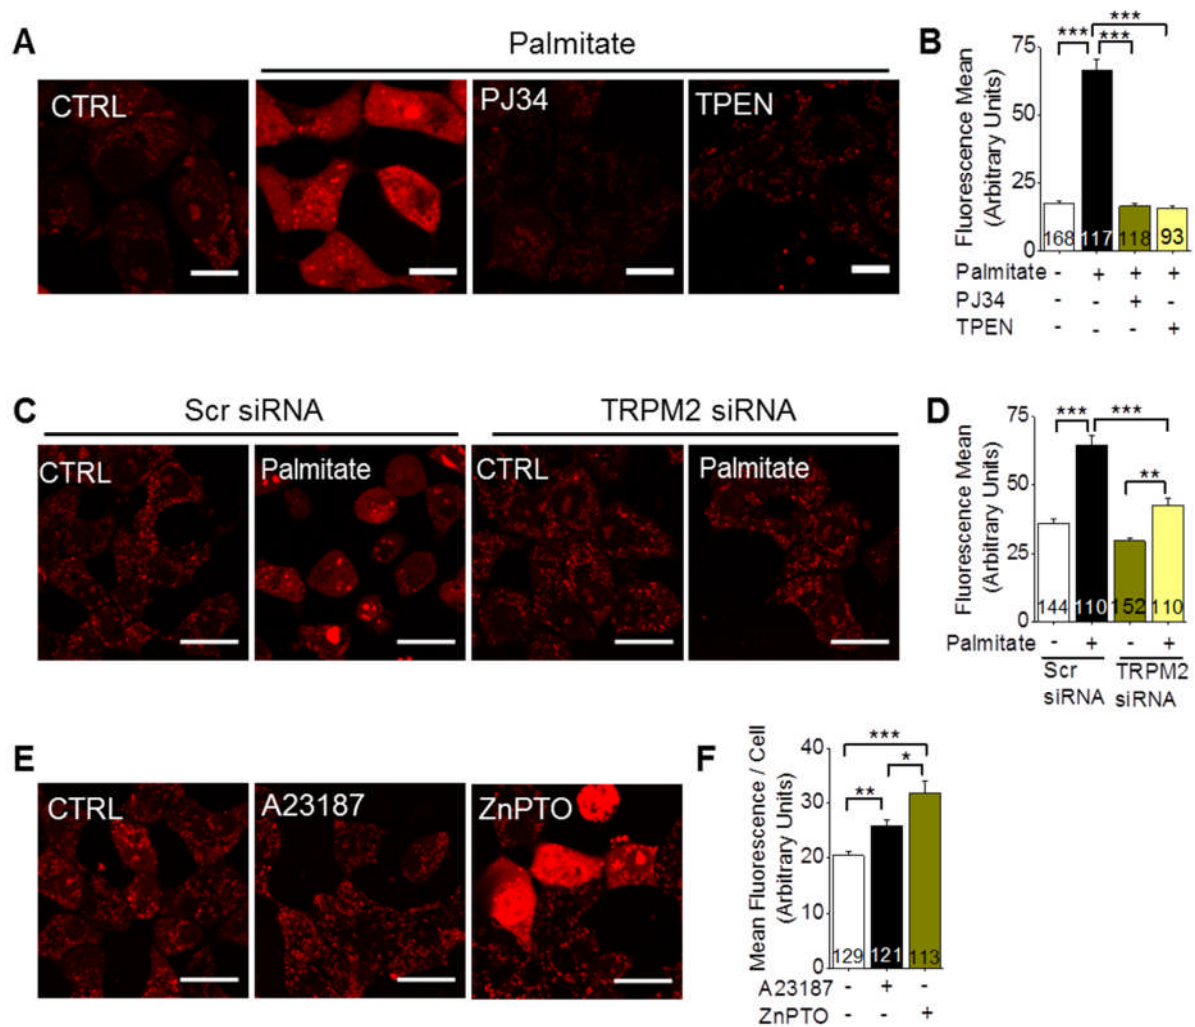 A
Palmitate
CTRL
PJ34
TPEN
B
Fluorescence Mean
(Arbitrary Units)
75
50
25
0
***
*** ***
168 117 118 93
Palmitate - + + +
PJ34 - - + -
TPEN - - - +
C
Scr siRNA
TRPM2 siRNA
CTRL
Palmitate
CTRL
Palmitate
D
Fluorescence Mean
(Arbitrary Units)
75
50
25
0
*** ***
**
144 110 152 110
Palmitate - + - +
Scr
siRNA
TRPM2
siRNA
E
CTRL
A23187
ZnPTO
F
Mean Fluorescence / Cell
(Arbitrary Units)
40
30
20
10
0
***
*
**
129 121 113
A23187 - + -
ZnPTO - - +